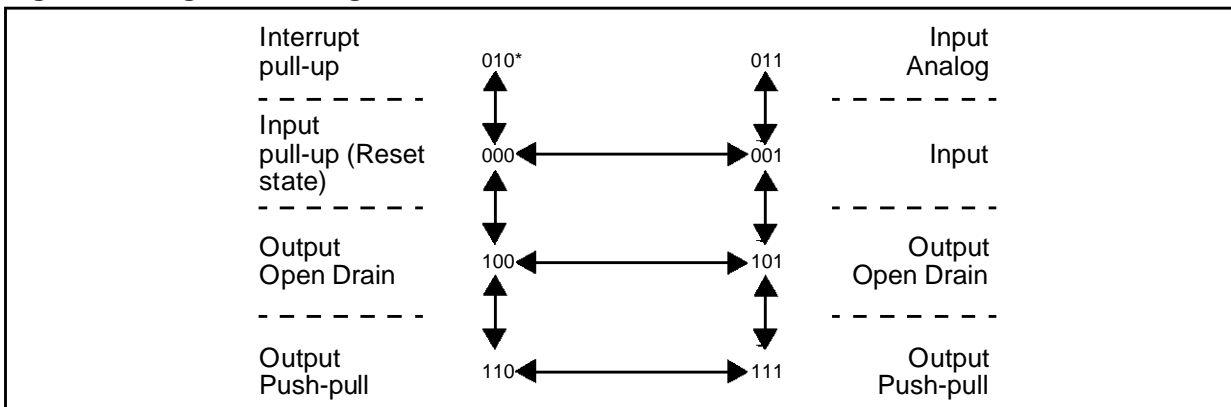 Interrupt
pull-up
010*
011
Input
Analog
Input
pull-up (Reset
state)
000
001
Input
Output
Open Drain
100
101
Output
Open Drain
Output
Push-pull
110
111
Output
Push-pull